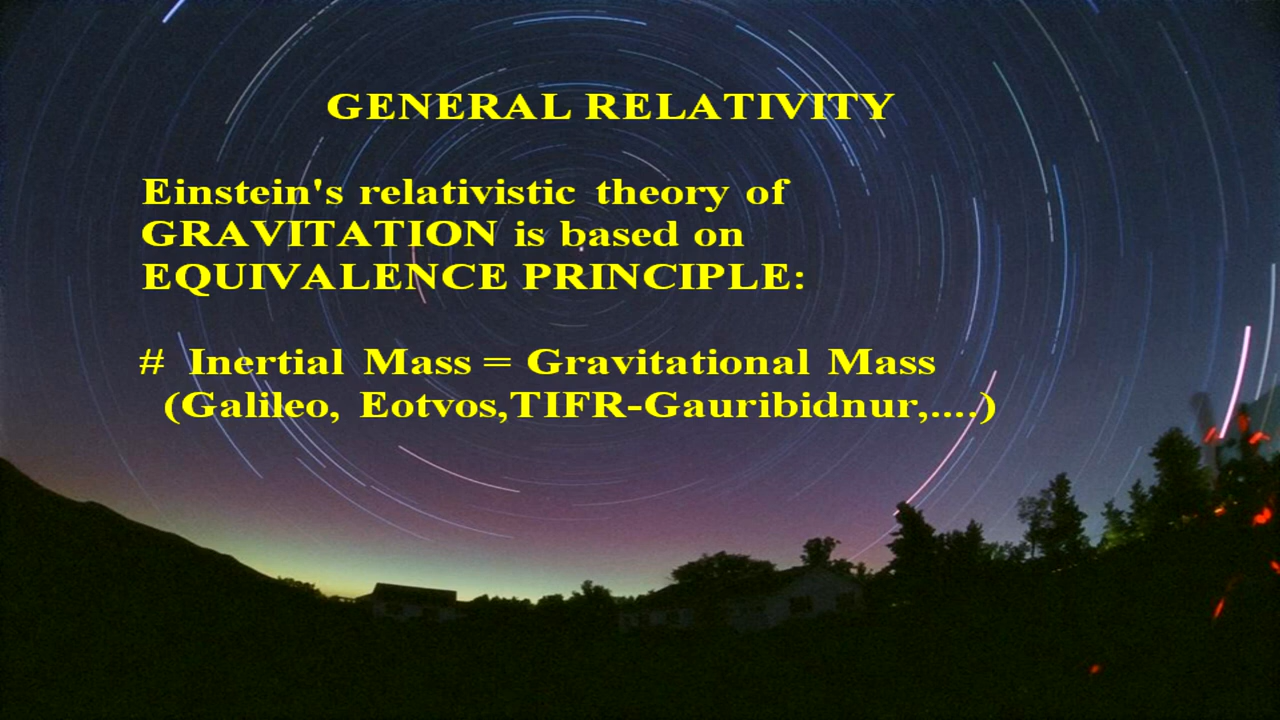 GENERAL RELATIVITY
Einstein's relativistic theory of
GRAVITATION is based on
EQUIVALENCE PRINCIPLE:
# Inertial Mass = Gravitational Mass
(Galileo, Eotvos,TIFR-Gauribidnur,....)